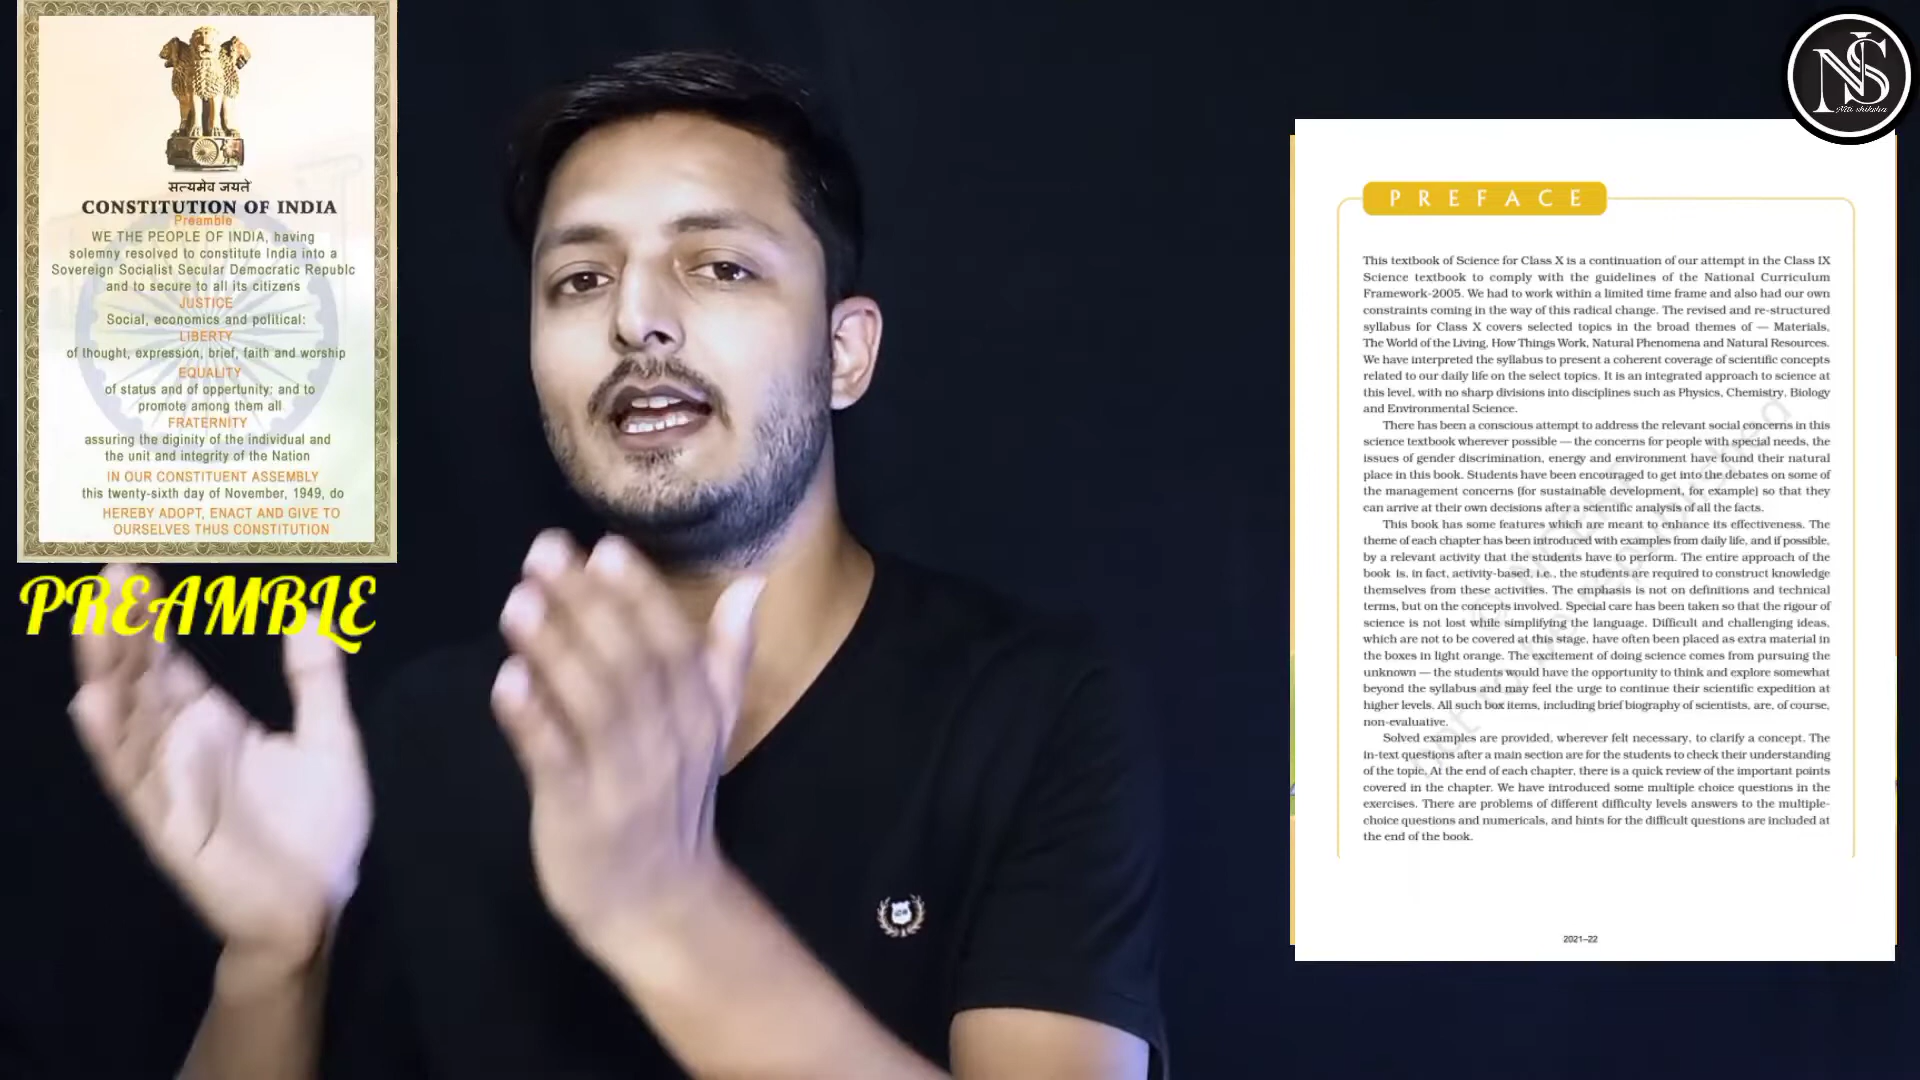 सत्यमेव जयते
CONSTITUTION OF INDIA
Preamble
WE THE PEOPLE OF INDIA, having
solemny resolved to constitute India into a
Sovereign Socialist Secular Democratic Republc
and to secure to all its citizens
JUSTICE
Social, economics and political:
LIBERTY
of thought, expression, brief, faith and worship
EQUALITY
of status and of opportunity; and to
promote among them all
FRATERNITY
assuring the diginity of the individual and
the unit and integrity of the Nation
IN OUR CONSTITUENT ASSEMBLY
this twenty-sixth day of November, 1949, do
HEREBY ADOPT, ENACT AND GIVE TO
OURSELVES THUS CONSTITUTION
PREAMBLE
NS
Niti shiksha
PREFACE
This textbook of Science for Class X is a continuation of our attempt in the Class IX
Science textbook to comply with the guidelines of the National Curriculum
Framework-2005. We had to work within a limited time frame and also had our own
constraints coming in the way of this radical change. The revised and re-structured
syllabus for Class X covers selected topics in the broad themes of — Materials,
The World of the Living, How Things Work, Natural Phenomena and Natural Resources.
We have interpreted the syllabus to present a coherent coverage of scientific concepts
related to our daily life on the select topics. It is an integrated approach to science at
this level, with no sharp divisions into disciplines such as Physics, Chemistry, Biology
and Environmental Science.
There has been a conscious attempt to address the relevant social concerns in this
science textbook wherever possible — the concerns for people with special needs, the
issues of gender discrimination, energy and environment have found their natural
place in this book. Students have been encouraged to get into the debates on some of
the management concerns (for sustainable development, for example) so that they
can arrive at their own decisions after a scientific analysis of all the facts.
This book has some features which are meant to enhance its effectiveness. The
theme of each chapter has been introduced with examples from daily life, and if possible,
by a relevant activity that the students have to perform. The entire approach of the
book is, in fact, activity-based, i.e., the students are required to construct knowledge
themselves from these activities. The emphasis is not on definitions and technical
terms, but on the concepts involved. Special care has been taken so that the rigour of
science is not lost while simplifying the language. Difficult and challenging ideas,
which are not to be covered at this stage, have often been placed as extra material in
the boxes in light orange. The excitement of doing science comes from pursuing the
unknown — the students would have the opportunity to think and explore somewhat
beyond the syllabus and may feel the urge to continue their scientific expedition at
higher levels. All such box items, including brief biography of scientists, are, of course,
non-evaluative.
Solved examples are provided, wherever felt necessary, to clarify a concept. The
in-text questions after a main section are for the students to check their understanding
of the topic. At the end of each chapter, there is a quick review of the important points
covered in the chapter. We have introduced some multiple choice questions in the
exercises. There are problems of different difficulty levels answers to the multiple-
choice questions and numericals, and hints for the difficult questions are included at
the end of the book.
2021–22